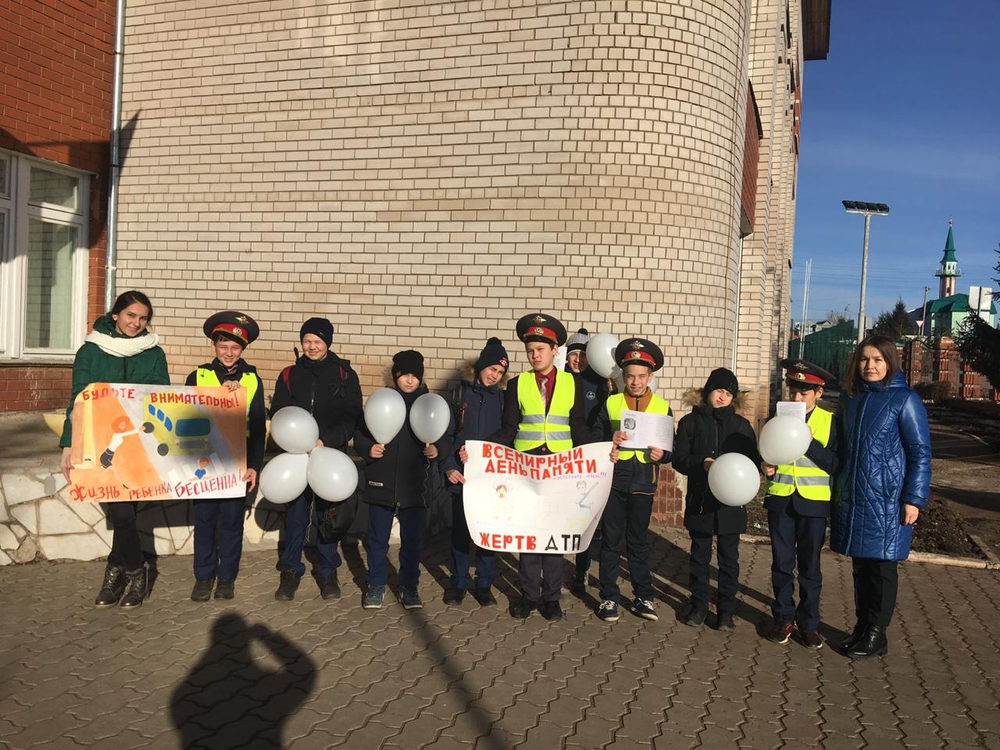 БУДЬТЕ ВНИМАТЕЛЬНЫ!
ЖИЗНЬ РЕБЕНКА БЕСЦЕННА!
ВСЕМИРНЫЙ
ДЕНЬ ПАМЯТИ
ЖЕРТВ ДТП